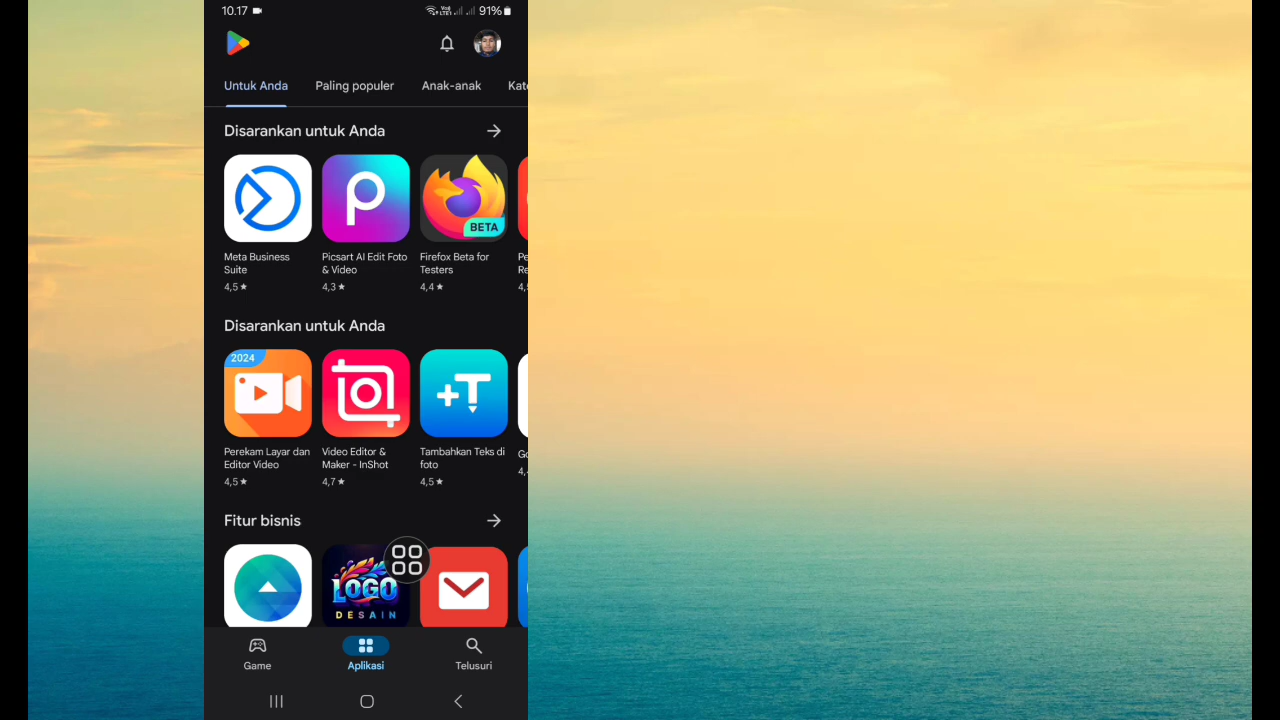 10.17
91%
Untuk Anda
Paling populer
Anak-anak
Kat
Disarankan untuk Anda
BETA
Meta Business
Suite
4,5★
Picsart AI Edit Foto
& Video
4,3★
Firefox Beta for
Testers
4,4★
Disarankan untuk Anda
2024
+T
Perekam Layar dan
Editor Video
4,5★
Video Editor &
Maker - InShot
4,7★
Tambahkan Teks di
foto
4,5★
Fitur bisnis
LOGO
DESAIN
Game
Aplikasi
Telusuri